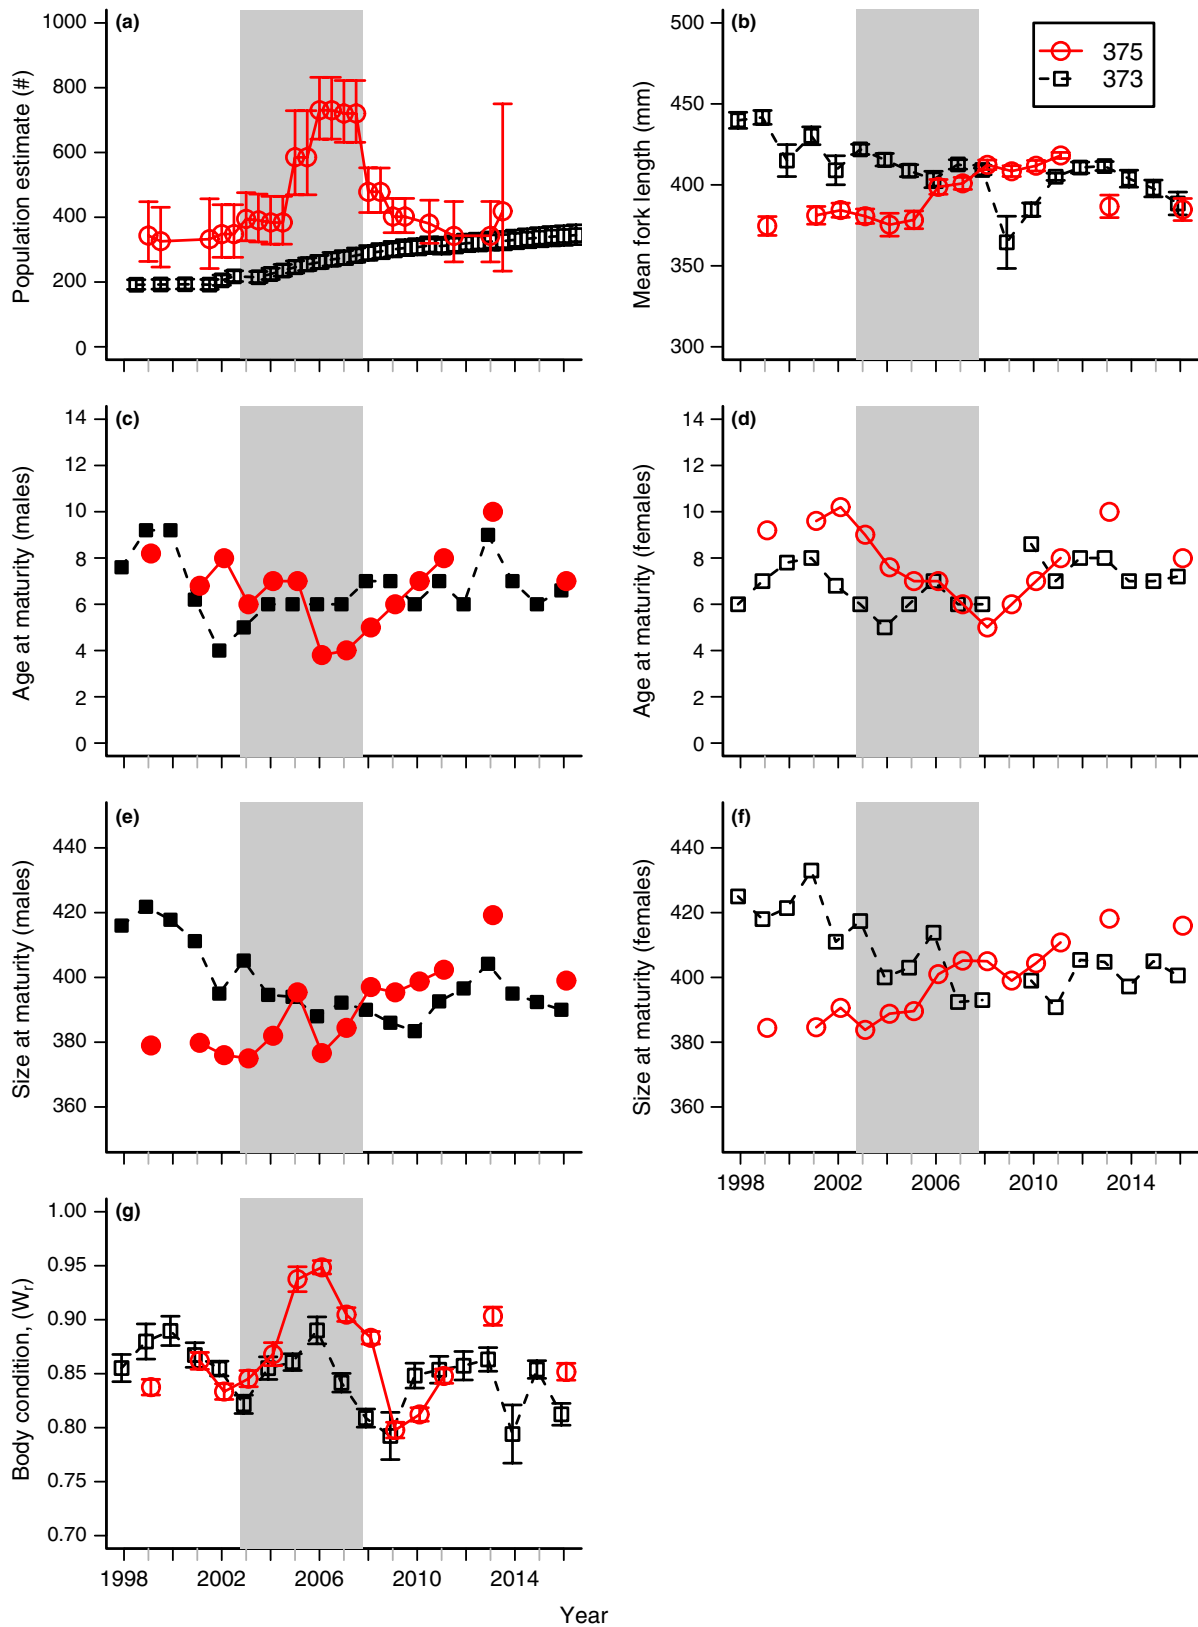 (a)
1000
800
600
400
200
0
Population estimate (#)
(b)
500
450
400
350
300
Mean fork length (mm)
375
373
(c)
14
12
10
8
6
4
2
0
Age at maturity (males)
(d)
14
12
10
8
6
4
2
0
Age at maturity (females)
(e)
440
420
400
380
360
Size at maturity (males)
(f)
440
420
400
380
360
Size at maturity (females)
1998 2002 2006 2010 2014
(g)
1.00
0.95
0.90
0.85
0.80
0.75
0.70
Body condition, (Wr)
1998 2002 2006 2010 2014
Year